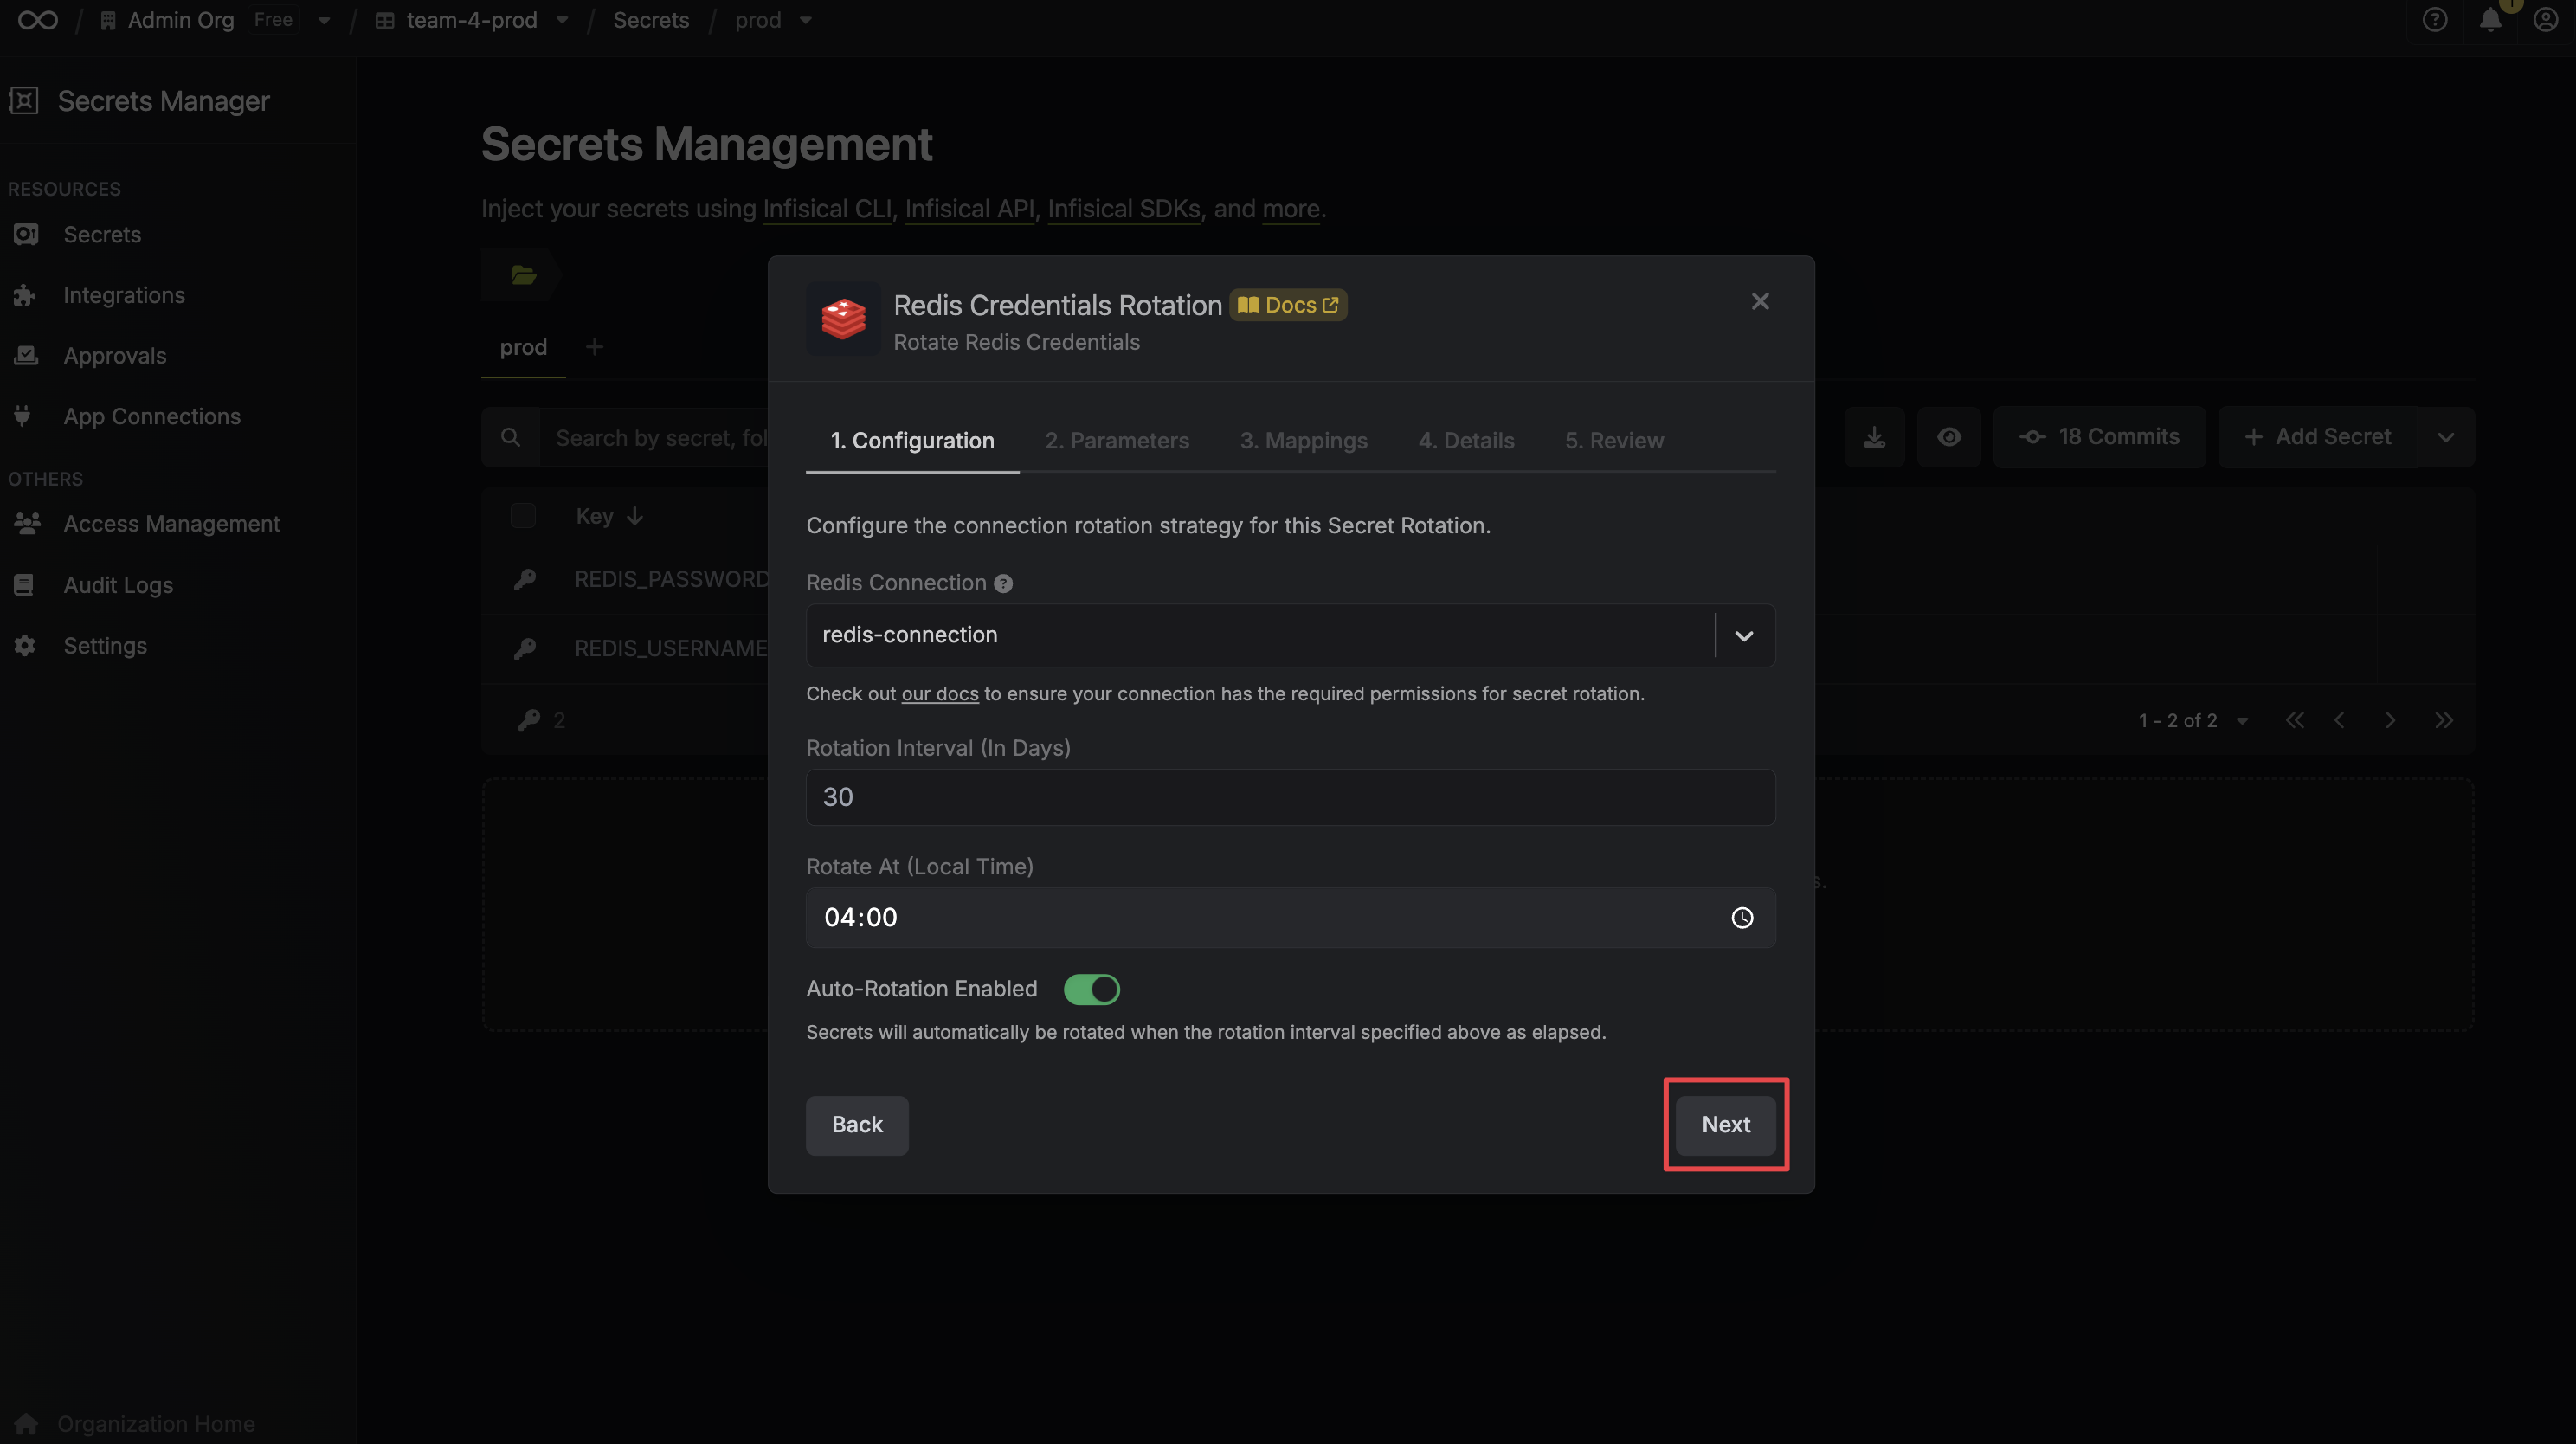 Admin Org Free / team-4-prod / Secrets / prod
Secrets Manager
RESOURCES
Secrets
Integrations
Approvals
App Connections
OTHERS
Access Management
Audit Logs
Settings
Organization Home
Secrets Management
Inject your secrets using Infisical CLI, Infisical API, Infisical SDKs, and more.
prod
Search by secret, fol
18 Commits
Add Secret
Key
REDIS_PASSWORD
REDIS_USERNAME
2
1 - 2 of 2
s.
Redis Credentials Rotation Docs
Rotate Redis Credentials
1. Configuration 2. Parameters 3. Mappings 4. Details 5. Review
Configure the connection rotation strategy for this Secret Rotation.
Redis Connection
redis-connection
Check out our docs to ensure your connection has the required permissions for secret rotation.
Rotation Interval (In Days)
30
Rotate At (Local Time)
04:00
Auto-Rotation Enabled
Secrets will automatically be rotated when the rotation interval specified above as elapsed.
Back
Next